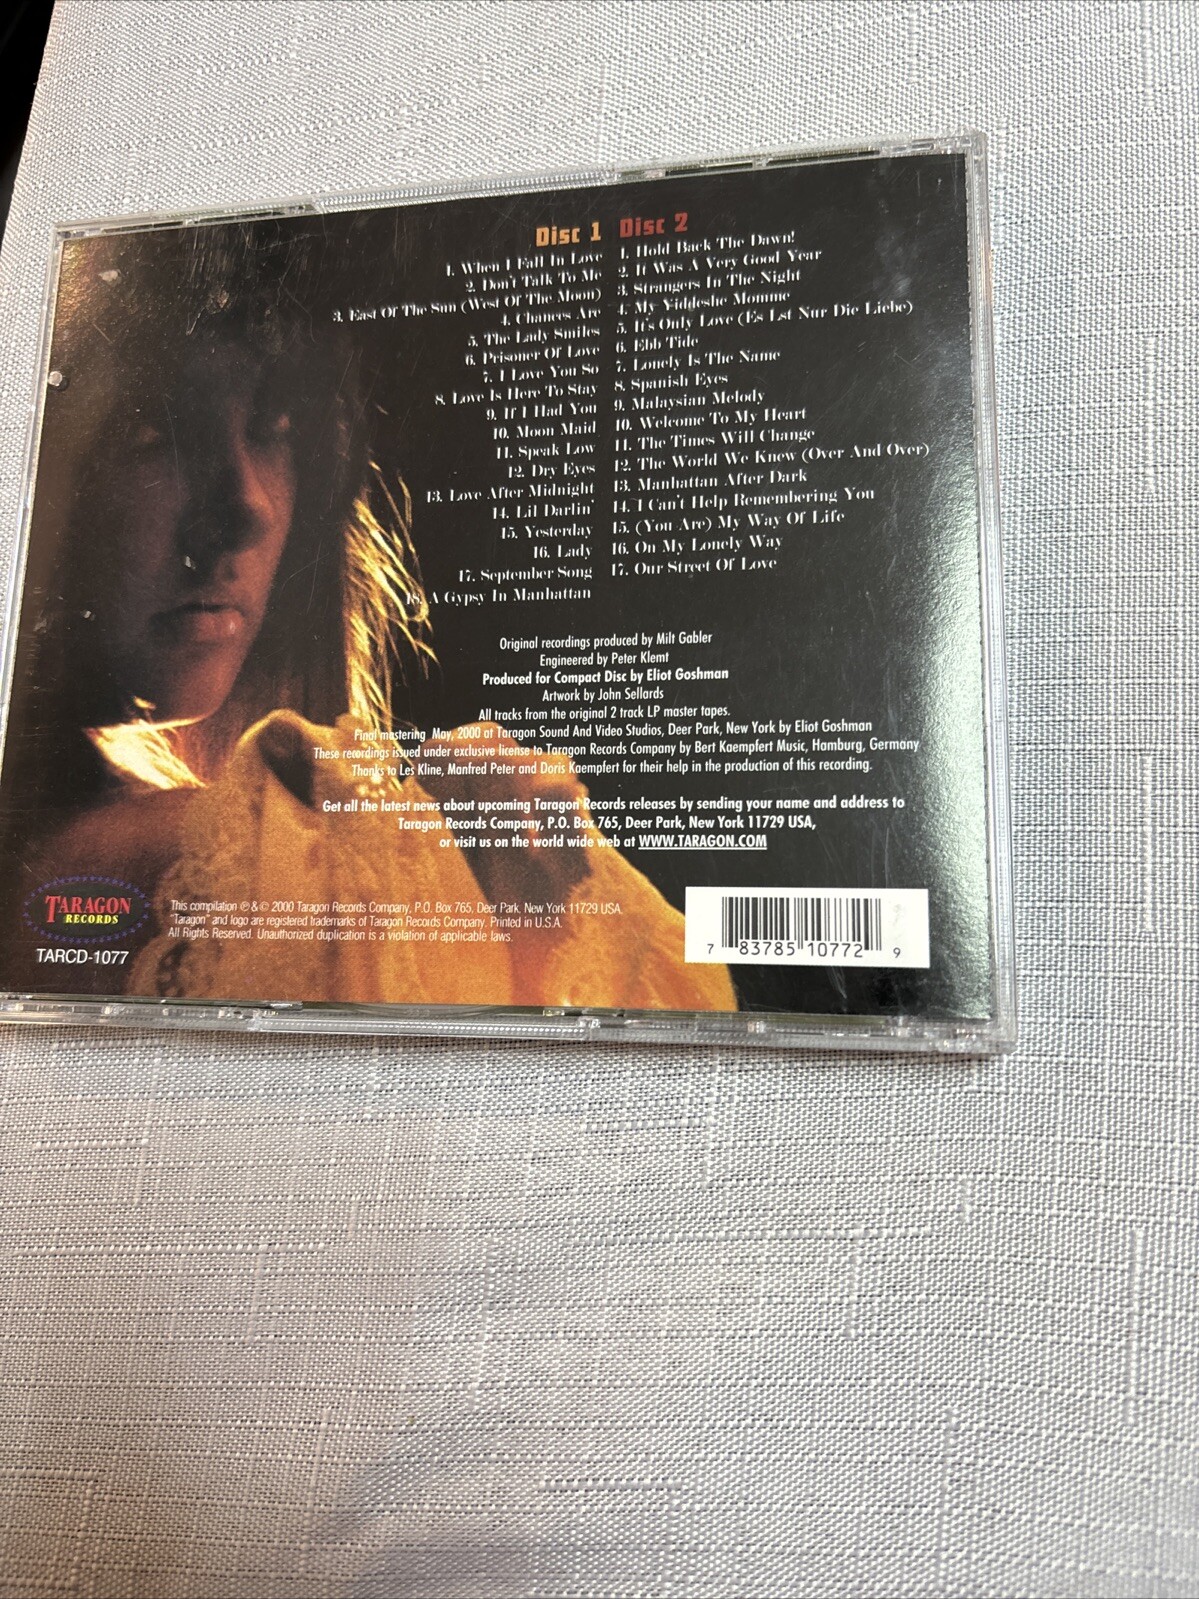 Disc 1
1. When I Fall In Love
2. Don't Talk To Me
3. East Of The Sun (West Of The Moon)
4. Chances Are
5. The Lady Smiles
6. Prisoner Of Love
7. I Love You So
8. Love Is Here To Stay
9. If I Had You
10. Moon Maid
11. Speak Low
12. Dry Eyes
13. Love After Midnight
14. Lil Darlin'
15. Yesterday
16. Lady
17. September Song
18. A Gypsy In Manhattan
Disc 2
1. Hold Back The Dawn!
2. It Was A Very Good Year
3. Strangers In The Night
4. My Yiddeshe Momme
5. It's Only Love (Es Lst Nur Die Liebe)
6. Ebb Tide
7. Lonely Is The Name
8. Spanish Eyes
9. Malaysian Melody
10. Welcome To My Heart
11. The Times Will Change
12. The World We Knew (Over And Over)
13. Manhattan After Dark
14. I Can't Help Remembering You
15. (You Are) My Way Of Life
16. On My Lonely Way
17. Our Street Of Love
Original recordings produced by Milt Gabler
Engineered by Peter Klemt
Produced for Compact Disc by Eliot Goshman
Artwork by John Sellards
All tracks from the original 2 track LP master tapes.
Final mastering May, 2000 at Taragon Sound And Video Studios, Deer Park, New York by Eliot Goshman
These recordings issued under exclusive license to Taragon Records Company by Bert Kaempfert Music, Hamburg, Germany
Thanks to Les Kline, Manfred Peter and Doris Kaempfert for their help in the production of this recording.
Get all the latest news about upcoming Taragon Records releases by sending your name and address to
Taragon Records Company, P.O. Box 765, Deer Park, New York 11729 USA,
or visit us on the world wide web at WWW.TARAGON.COM
TARAGON
RECORDS
TARCD-1077
This compilation ℗ & © 2000 Taragon Records Company, P.O. Box 765, Deer Park, New York 11729 USA.
"Taragon" and logo are registered trademarks of Taragon Records Company. Printed in U.S.A.
All Rights Reserved. Unauthorized duplication is a violation of applicable laws.
7 83785 10772 9